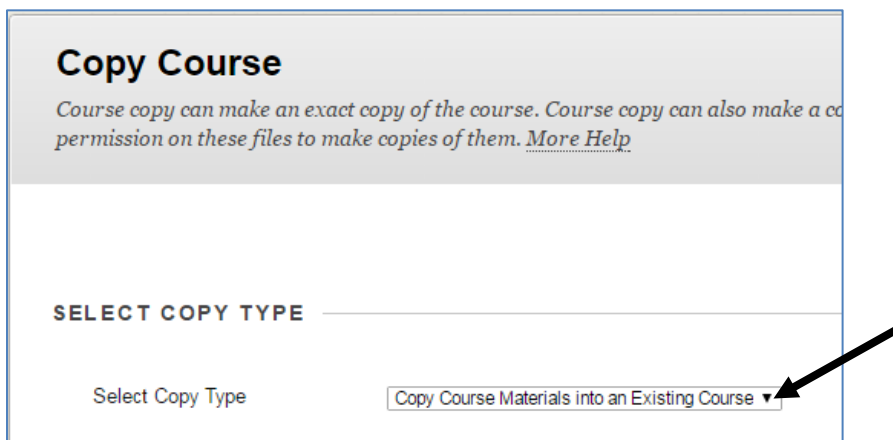 Copy Course
Course copy can make an exact copy of the course. Course copy can also make a
permission on these files to make copies of them. More Help
SELECT COPY TYPE
Select Copy Type
Copy Course Materials into an Existing Course ▼